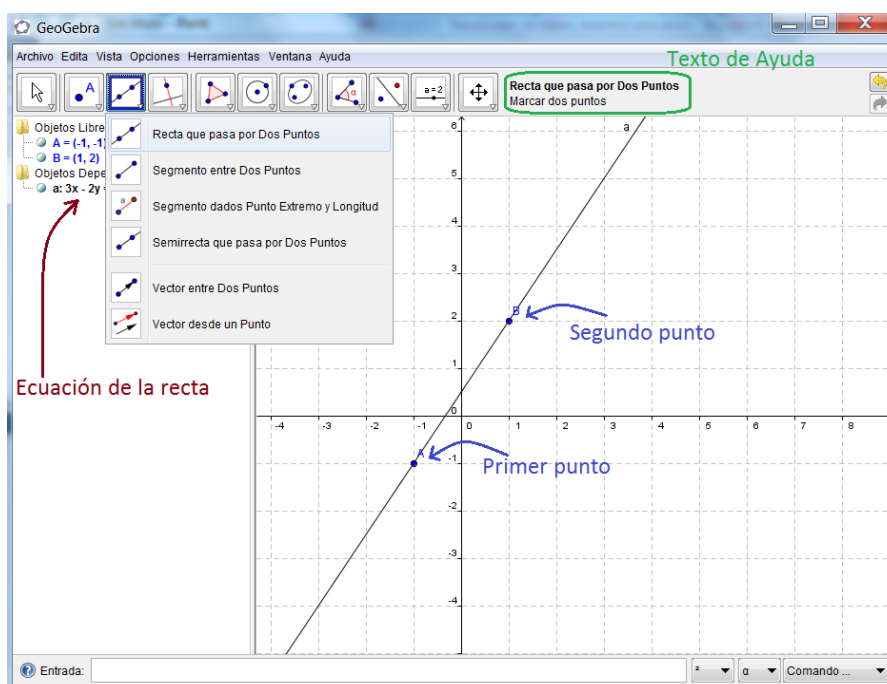 GeoGebra
Archivo Edita Vista Opciones Herramientas Ventana Ayuda
Texto de Ayuda
A
α
a=2
Recta que pasa por Dos Puntos
Marcar dos puntos
Objetos Libre
A = (-1, -1)
B = (1, 2)
Objetos Depe
a: 3x - 2y =
Recta que pasa por Dos Puntos
Segmento entre Dos Puntos
a
Segmento dados Punto Extremo y Longitud
Semirrecta que pasa por Dos Puntos
Vector entre Dos Puntos
Vector desde un Punto
Ecuación de la recta
a
6
5
4
3
2
1
0
-1
-2
-3
-4
-4 -3 -2 -1 0 1 2 3 4 5 6 7 8
B
Segundo punto
A
Primer punto
Entrada:
²
α
Comando ...